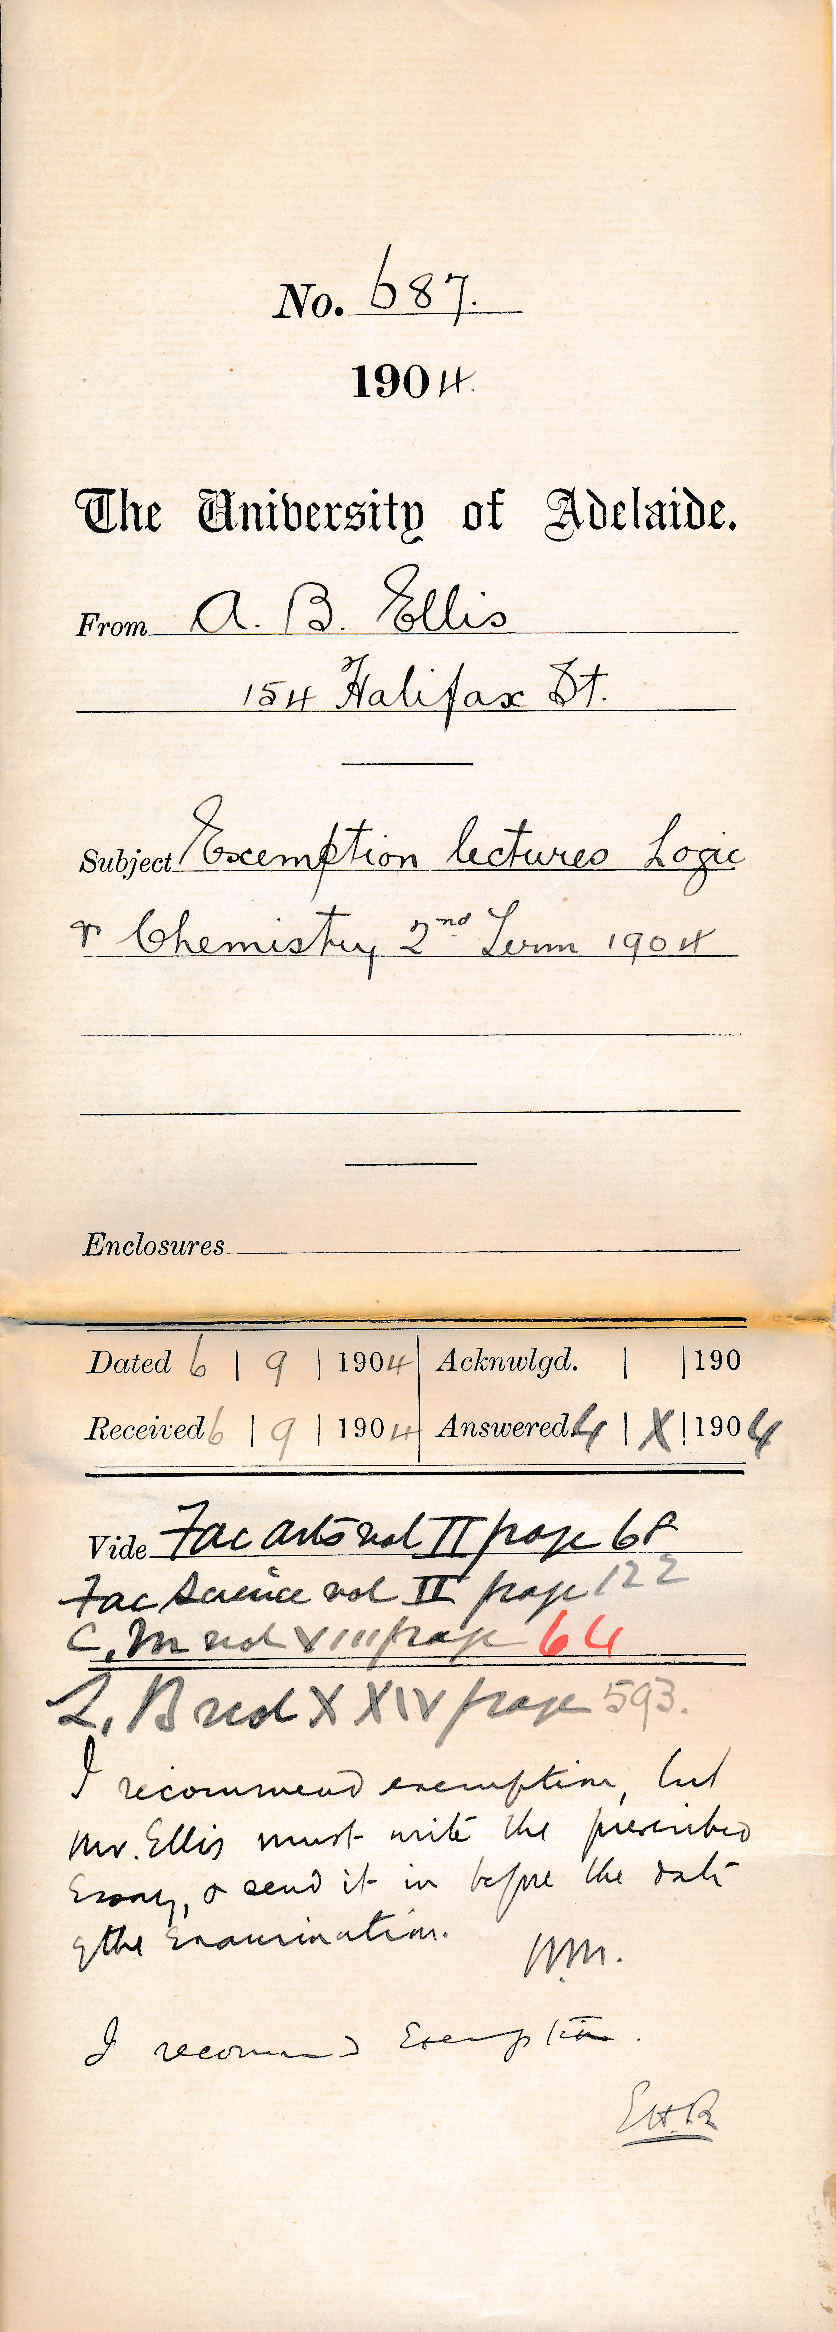 No. 687.
1904.
The University of Adelaide.
From A. B. Ellis
154 Halifax St.
Subject Exemption lectures Logic
& Chemistry 2nd Term 1904
Enclosures
Dated 6 | 9 | 1904 Acknwlgd. | | 190
Received 6 | 9 | 1904 Answered 4 | X | 1904
Vide Fac Arts vol II page 68
Fac Science vol II page 122
C. M vol VIII page 64
L. B vol XXIV page 593.
I recommend exemption, but
Mr. Ellis must write the prescribed
Essay, & send it in before the date
of the Examination.
W.M.
I recommend Exemption.
EHR